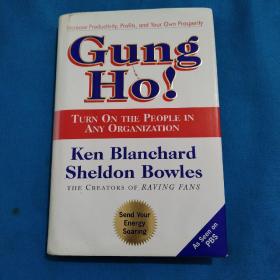 Increase Productivity, Profits, and Your Own Prosperity
Gung
Ho!
TURN ON THE PEOPLE IN
ANY ORGANIZATION
Ken Blanchard
Sheldon Bowles
THE CREATORS OF RAVING FANS
Send Your
Energy
Soaring
As Seen on
PBS